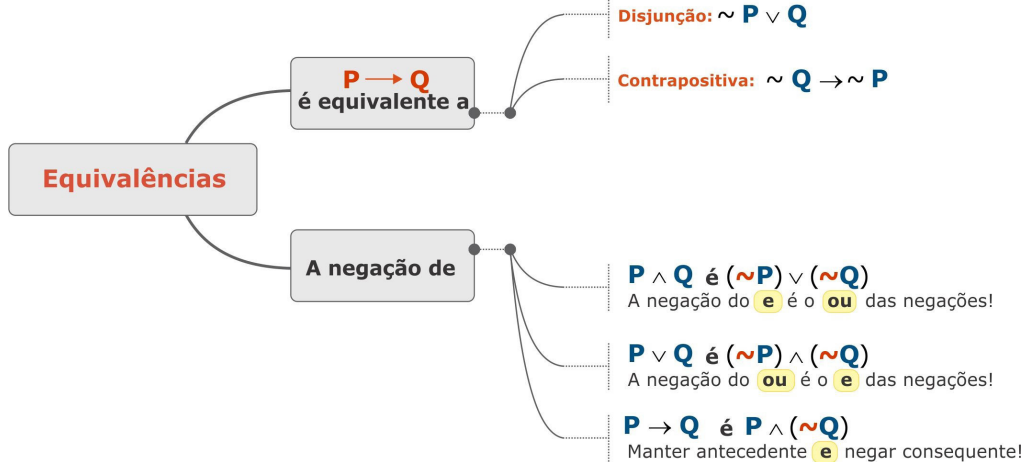 Equivalências
P → Q
é equivalente a
Disjunção: ~ P ∨ Q
Contrapositiva: ~ Q →~ P
A negação de
P ∧ Q é (~P) ∨ (~Q)
A negação do e é o ou das negações!
P ∨ Q é (~P) ∧ (~Q)
A negação do ou é o e das negações!
P → Q é P ∧ (~Q)
Manter antecedente e negar consequente!